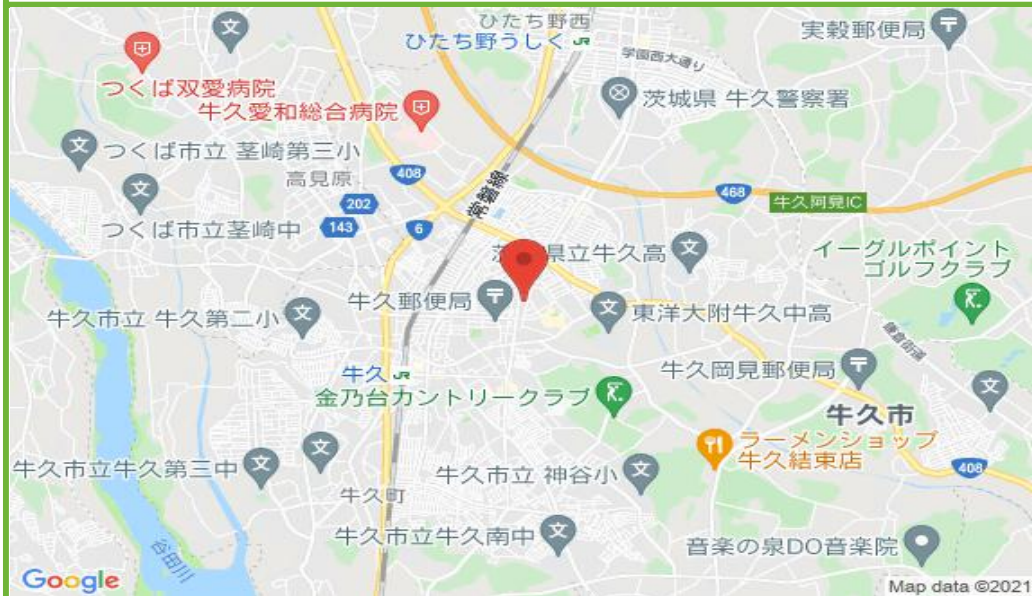 ひたち野西
ひたち野うしく JR
実穀郵便局
学園西大通り
つくば双愛病院
牛久愛和総合病院
茨城県 牛久警察署
つくば市立 茎崎第三小
高見原
408
常磐線
468
牛久阿見IC
202
つくば市立茎崎中
143
6
県立牛久高
イーグルポイント
ゴルフクラブ
牛久郵便局
東洋大附牛久中高
牛久市立 牛久第二小
鎌倉街道
牛久 JR
牛久岡見郵便局
金乃台カントリークラブ
牛久市
ラーメンショップ
牛久結束店
牛久市立牛久第三中
牛久市立 神谷小
408
牛久町
牛久市立牛久南中
音楽の泉DO音楽院
谷田川
Google
Map data ©2021